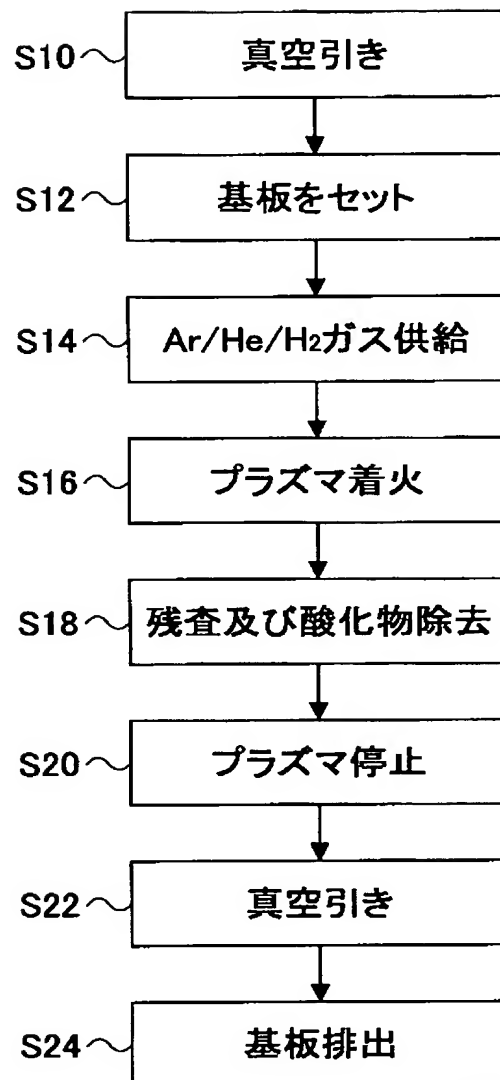 S10 真空引き
S12 基板をセット
S14 Ar/He/H₂ガス供給
S16 プラズマ着火
S18 残査及び酸化物除去
S20 プラズマ停止
S22 真空引き
S24 基板排出